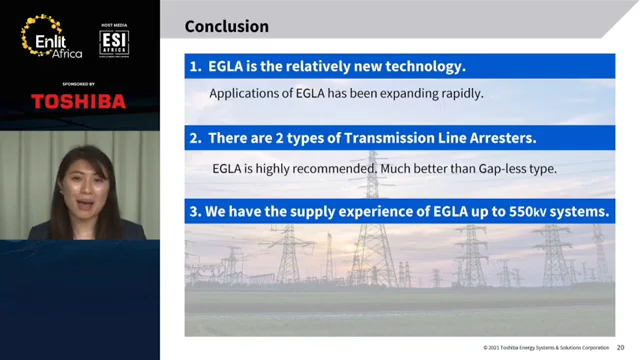 Enlit
Africa
HOST MEDIA
ESI
AFRICA
SPONSORED BY
TOSHIBA
Conclusion
1. EGLA is the relatively new technology.
Applications of EGLA has been expanding rapidly.
2. There are 2 types of Transmission Line Arresters.
EGLA is highly recommended. Much better than Gap-less type.
3. We have the supply experience of EGLA up to 550kV systems.
© 2021 Toshiba Energy Systems & Solutions Corporation 20